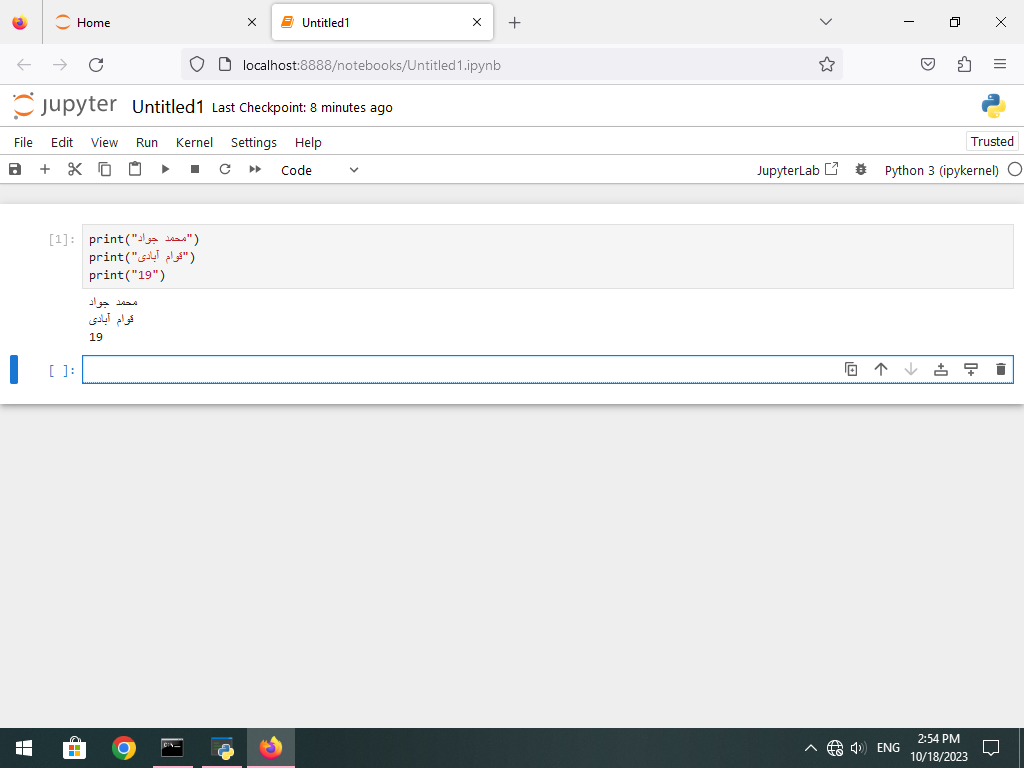 Home
Untitled1
localhost:8888/notebooks/Untitled1.ipynb
jupyter Untitled1 Last Checkpoint: 8 minutes ago
File Edit View Run Kernel Settings Help Trusted
Code JupyterLab Python 3 (ipykernel)
[1]: print("محمد جواد")
print("قوام آبادی")
print("19")
محمد جواد
قوام آبادی
19
[ ]:
ENG 2:54 PM
10/18/2023